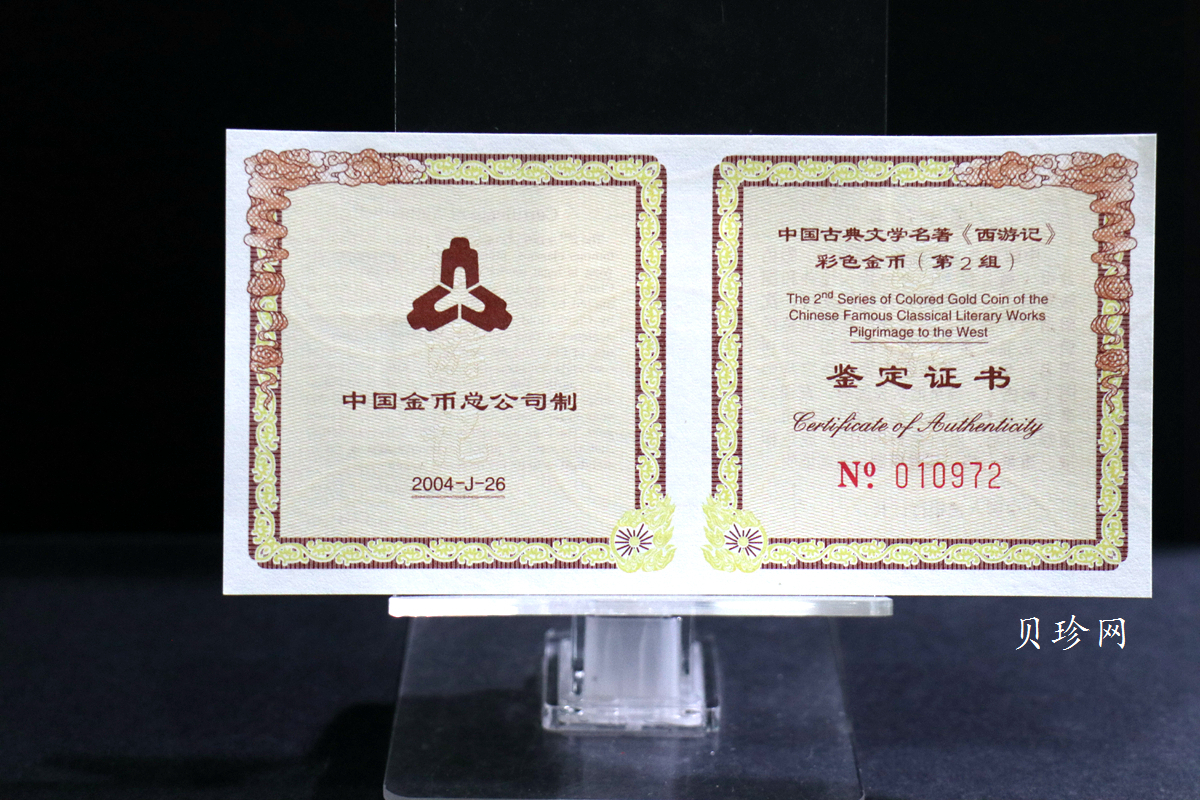 中国金币总公司制
2004-J-26
中国古典文学名著《西游记》
彩色金币（第2组）
The 2nd Series of Colored Gold Coin of the
Chinese Famous Classical Literary Works
Pilgrimage to the West
鉴定证书
Certificate of Authenticity
Nº 010972
贝珍网